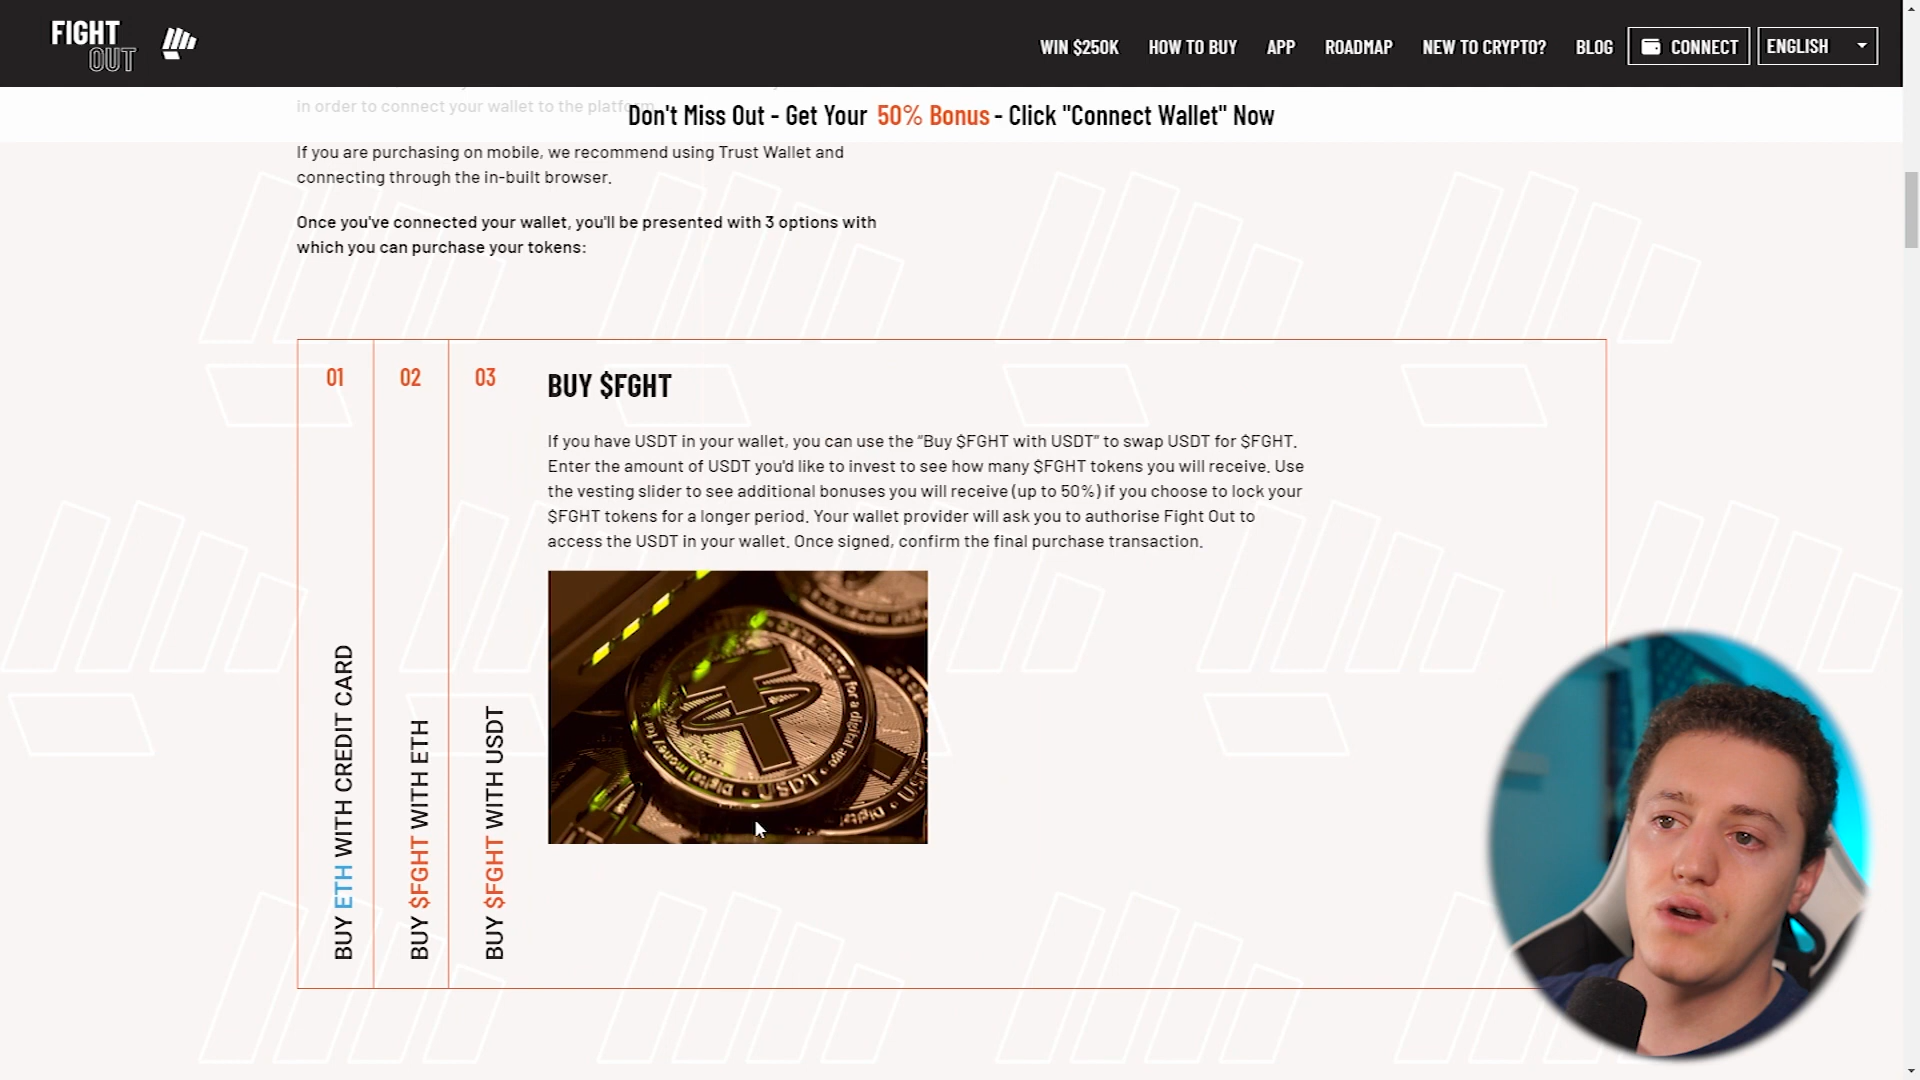 FIGHT
OUT
WIN $250K
HOW TO BUY
APP
ROADMAP
NEW TO CRYPTO?
BLOG
CONNECT
ENGLISH
in order to connect your wallet to the platform.
Don't Miss Out - Get Your 50% Bonus - Click "Connect Wallet" Now
If you are purchasing on mobile, we recommend using Trust Wallet and
connecting through the in-built browser.
Once you've connected your wallet, you'll be presented with 3 options with
which you can purchase your tokens:
01
BUY ETH WITH CREDIT CARD
02
BUY $FGHT WITH ETH
03
BUY $FGHT WITH USDT
BUY $FGHT
If you have USDT in your wallet, you can use the “Buy $FGHT with USDT” to swap USDT for $FGHT.
Enter the amount of USDT you'd like to invest to see how many $FGHT tokens you will receive. Use
the vesting slider to see additional bonuses you will receive (up to 50%) if you choose to lock your
$FGHT tokens for a longer period. Your wallet provider will ask you to authorise Fight Out to
access the USDT in your wallet. Once signed, confirm the final purchase transaction.
Digital money for a digital age
USDT